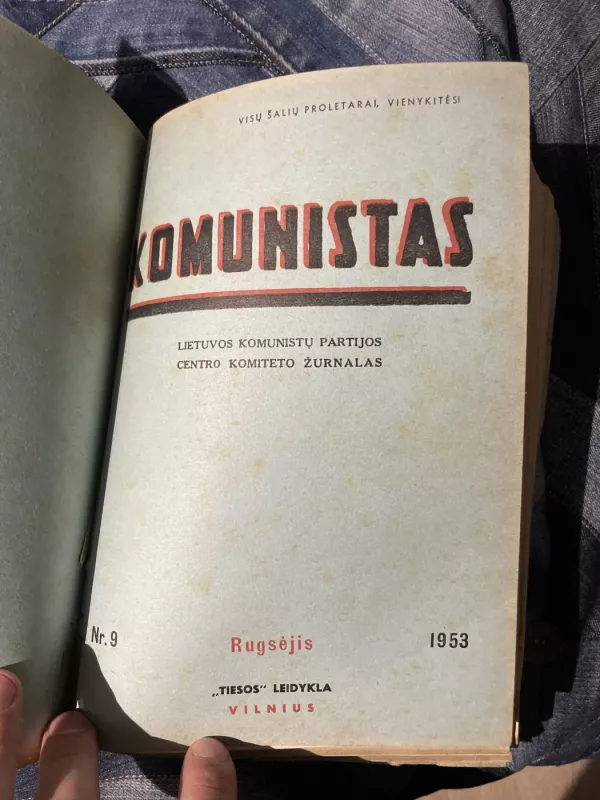 VISŲ ŠALIŲ PROLETARAI, VIENYKITĖS!
KOMUNISTAS
LIETUVOS KOMUNISTŲ PARTIJOS
CENTRO KOMITETO ŽURNALAS
Nr. 9 Rugsėjis 1953
„TIESOS“ LEIDYKLA
VILNIUS